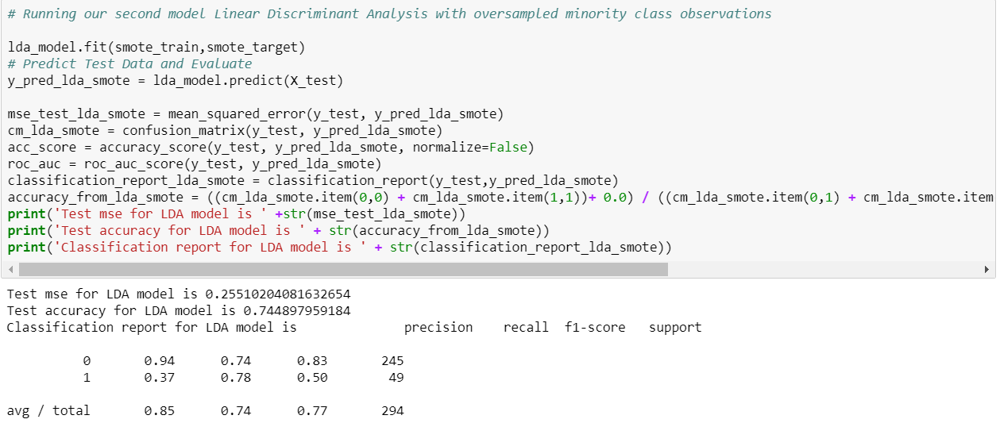 # Running our second model Linear Discriminant Analysis with oversampled minority class observations
lda_model.fit(smote_train,smote_target)
# Predict Test Data and Evaluate
y_pred_lda_smote = lda_model.predict(X_test)
mse_test_lda_smote = mean_squared_error(y_test, y_pred_lda_smote)
cm_lda_smote = confusion_matrix(y_test, y_pred_lda_smote)
acc_score = accuracy_score(y_test, y_pred_lda_smote, normalize=False)
roc_auc = roc_auc_score(y_test, y_pred_lda_smote)
classification_report_lda_smote = classification_report(y_test,y_pred_lda_smote)
accuracy_from_lda_smote = ((cm_lda_smote.item(0,0) + cm_lda_smote.item(1,1))+ 0.0) / ((cm_lda_smote.item(0,1) + cm_lda_smote.item
print('Test mse for LDA model is ' +str(mse_test_lda_smote))
print('Test accuracy for LDA model is ' + str(accuracy_from_lda_smote))
print('Classification report for LDA model is ' + str(classification_report_lda_smote))
Test mse for LDA model is 0.25510204081632654
Test accuracy for LDA model is 0.744897959184
Classification report for LDA model is              precision    recall  f1-score   support
0       0.94      0.74      0.83       245
1       0.37      0.78      0.50        49
avg / total       0.85      0.74      0.77       294